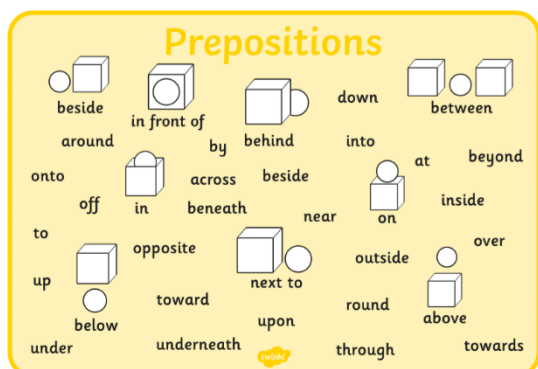 Prepositions
beside
in front of
behind
down
between
around
by
into
at
beyond
onto
across
beside
off
in
beneath
near
on
inside
to
opposite
outside
over
up
next to
toward
round
above
below
upon
under
underneath
through
towards
twinkl